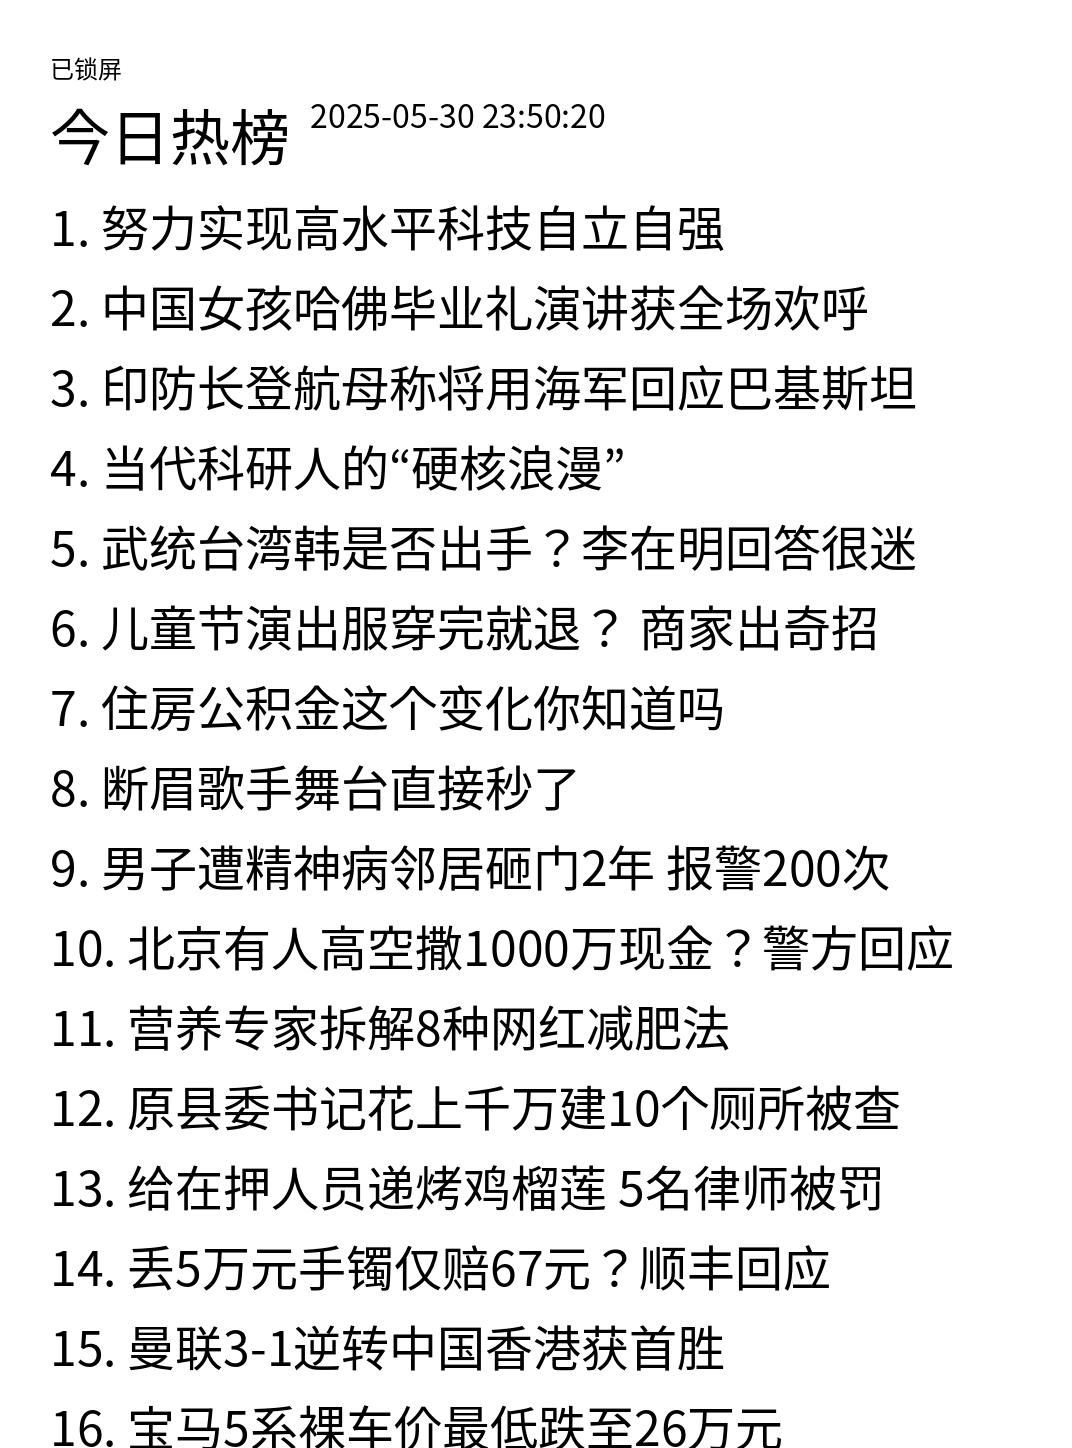 已锁屏
今日热榜 2025-05-30 23:50:20
1. 努力实现高水平科技自立自强
2. 中国女孩哈佛毕业礼演讲获全场欢呼
3. 印防长登航母称将用海军回应巴基斯坦
4. 当代科研人的“硬核浪漫”
5. 武统台湾韩是否出手？李在明回答很迷
6. 儿童节演出服穿完就退？ 商家出奇招
7. 住房公积金这个变化你知道吗
8. 断眉歌手舞台直接秒了
9. 男子遭精神病邻居砸门2年 报警200次
10. 北京有人高空撒1000万现金？警方回应
11. 营养专家拆解8种网红减肥法
12. 原县委书记花上千万建10个厕所被查
13. 给在押人员递烤鸡榴莲 5名律师被罚
14. 丢5万元手镯仅赔67元？顺丰回应
15. 曼联3-1逆转中国香港获首胜
16. 宝马5系裸车价最低跌至26万元